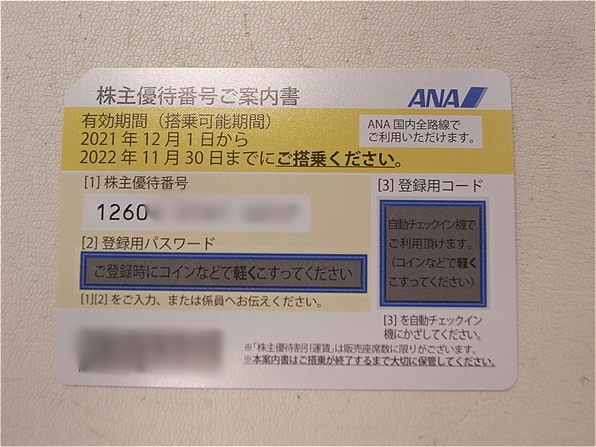 株主優待番号ご案内書
ANA
有効期間（搭乗可能期間）
2021年12月1日から
2022年11月30日までにご搭乗ください。
ANA国内全路線で
ご利用いただけます。
[1] 株主優待番号
1260
[2] 登録用パスワード
ご登録時にコインなどで軽くこすってください
[1][2]をご入力、または係員へお伝えください。
[3] 登録用コード
自動チェックイン機で
ご利用頂けます。
（コインなどで軽く
こすってください）
[3]を自動チェックイン
機にかざしてください。
※「株主優待割引運賃」は販売座席数に限りがございます。
※本案内書はご搭乗が終了するまで大切に保管してください。